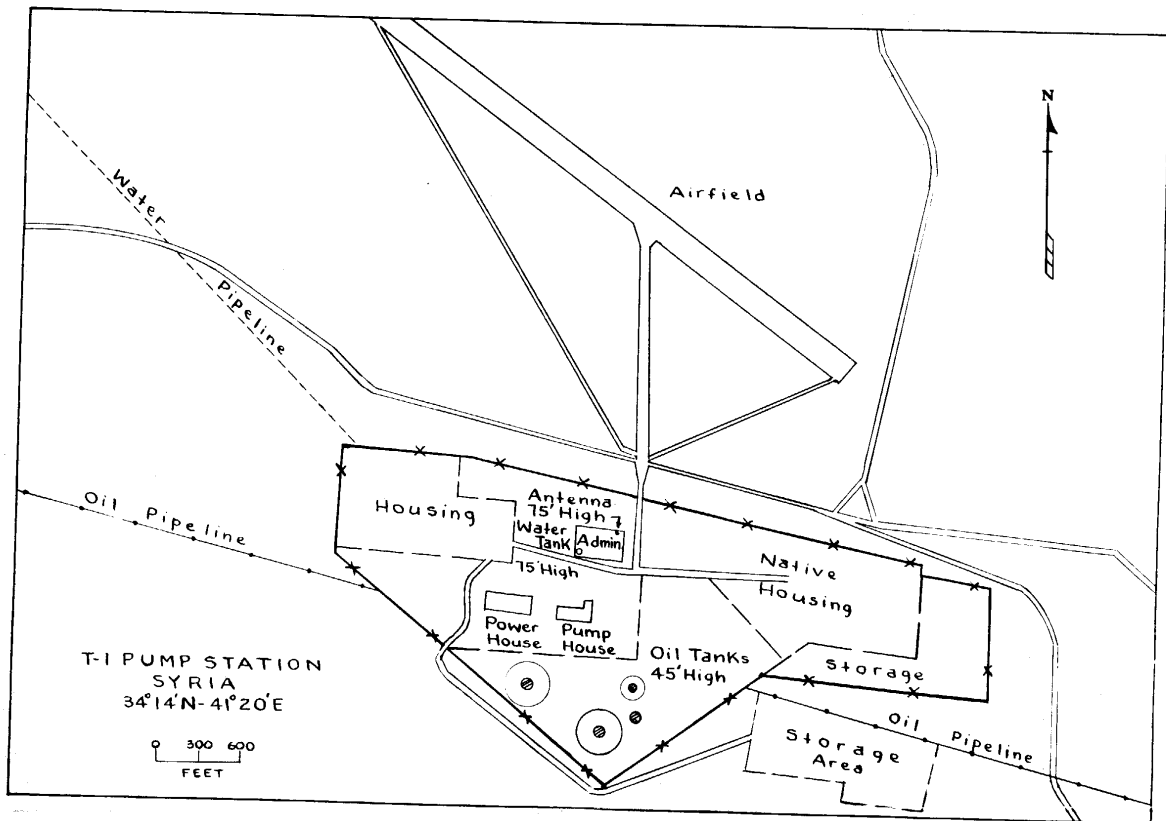 N
Airfield
Water
Pipeline
Oil Pipeline
Housing
Antenna
75' High
Water
Tank
Admin.
75' High
Native
Housing
Power
House
Pump
House
Oil Tanks
45' High
Storage
Oil Pipeline
Storage
Area
T-1 PUMP STATION
SYRIA
34°14'N-41°20'E
0 300 600
FEET